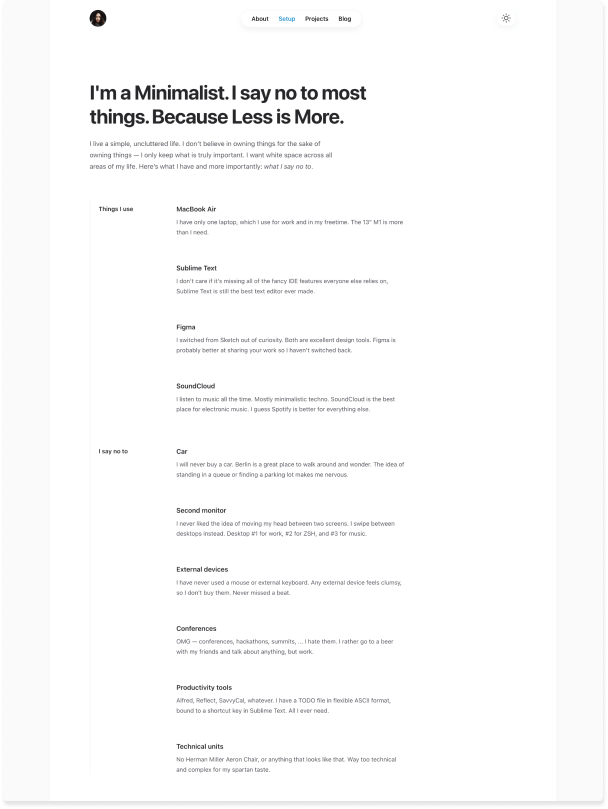 About Setup Projects Blog
I'm a Minimalist. I say no to most
things. Because Less is More.
I live a simple, uncluttered life. I don't believe in owning things for the sake of
owning things — I only keep what is truly important. I want white space across all
areas of my life. Here's what I have and more importantly: what I say no to.
Things I use
MacBook Air
I have only one laptop, which I use for work and in my freetime. The 13" M1 is more
than I need.
Sublime Text
I don't care if it's missing all of the fancy IDE features everyone else relies on,
Sublime Text is still the best text editor ever made.
Figma
I switched from Sketch out of curiosity. Both are excellent design tools. Figma is
probably better at sharing your work so I haven't switched back.
SoundCloud
I listen to music all the time. Mostly minimalistic techno. SoundCloud is the best
place for electronic music. I guess Spotify is better for everything else.
I say no to
Car
I will never buy a car. Berlin is a great place to walk around and wonder. The idea of
standing in a queue or finding a parking lot makes me nervous.
Second monitor
I never liked the idea of moving my head between two screens. I swipe between
desktops instead. Desktop #1 for work, #2 for ZSH, and #3 for music.
External devices
I have never used a mouse or external keyboard. Any external device feels clumsy,
so I don't buy them. Never missed a beat.
Conferences
OMG — conferences, hackathons, summits, ... I hate them. I rather go to a beer
with my friends and talk about anything, but work.
Productivity tools
Alfred, Reflect, SavvyCal, whatever. I have a TODO file in flexible ASCII format,
bound to a shortcut key in Sublime Text. All I ever need.
Technical units
No Herman Miller Aeron Chair, or anything that looks like that. Way too technical
and complex for my spartan taste.